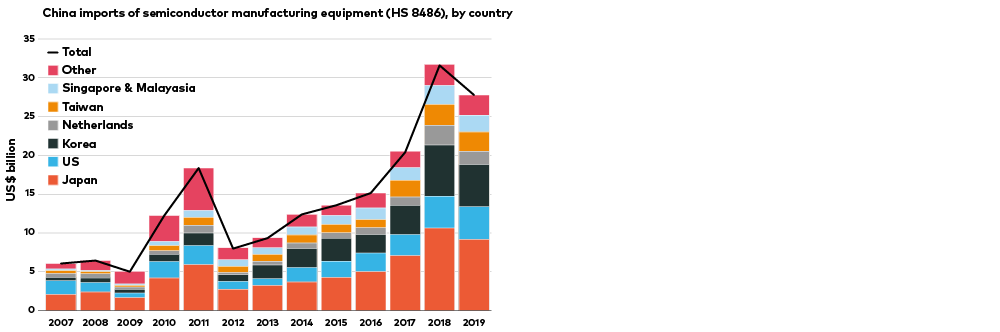 China imports of semiconductor manufacturing equipment (HS 8486), by country
35
30
25
20
15
10
5
0
US$ billion
Total
Other
Singapore & Malayasia
Taiwan
Netherlands
Korea
US
Japan
2007 2008 2009 2010 2011 2012 2013 2014 2015 2016 2017 2018 2019